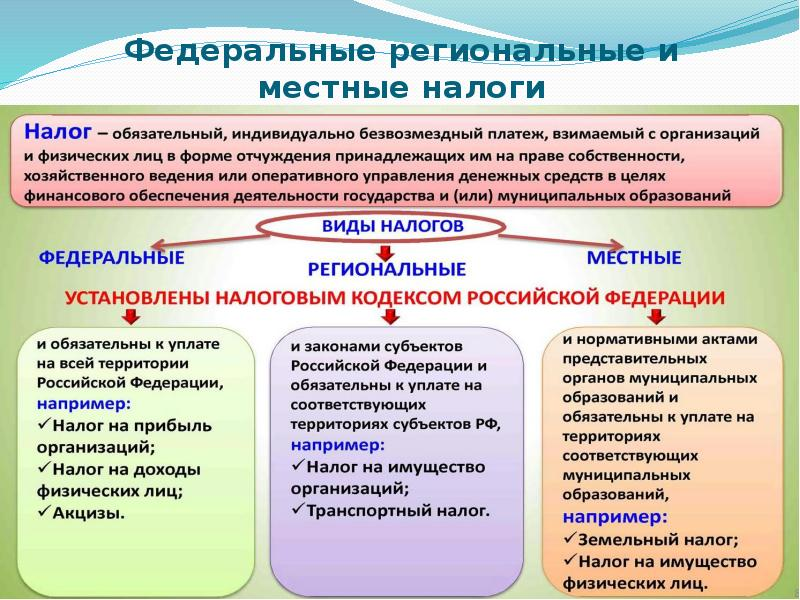 Федеральные региональные и
местные налоги
Налог – обязательный, индивидуально безвозмездный платеж, взимаемый с организаций
и физических лиц в форме отчуждения принадлежащих им на праве собственности,
хозяйственного ведения или оперативного управления денежных средств в целях
финансового обеспечения деятельности государства и (или) муниципальных образований
ВИДЫ НАЛОГОВ
ФЕДЕРАЛЬНЫЕ
РЕГИОНАЛЬНЫЕ
МЕСТНЫЕ
УСТАНОВЛЕНЫ НАЛОГОВЫМ КОДЕКСОМ РОССИЙСКОЙ ФЕДЕРАЦИИ
и обязательны к уплате
на всей территории
Российской Федерации,
например:
✓Налог на прибыль
организаций;
✓Налог на доходы
физических лиц;
✓Акцизы.
и законами субъектов
Российской Федерации и
обязательны к уплате на
соответствующих
территориях субъектов РФ,
например:
✓Налог на имущество
организаций;
✓Транспортный налог.
и нормативными актами
представительных
органов муниципальных
образований и
обязательны к уплате на
территориях
соответствующих
муниципальных
образований,
например:
✓Земельный налог;
✓Налог на имущество
физических лиц.